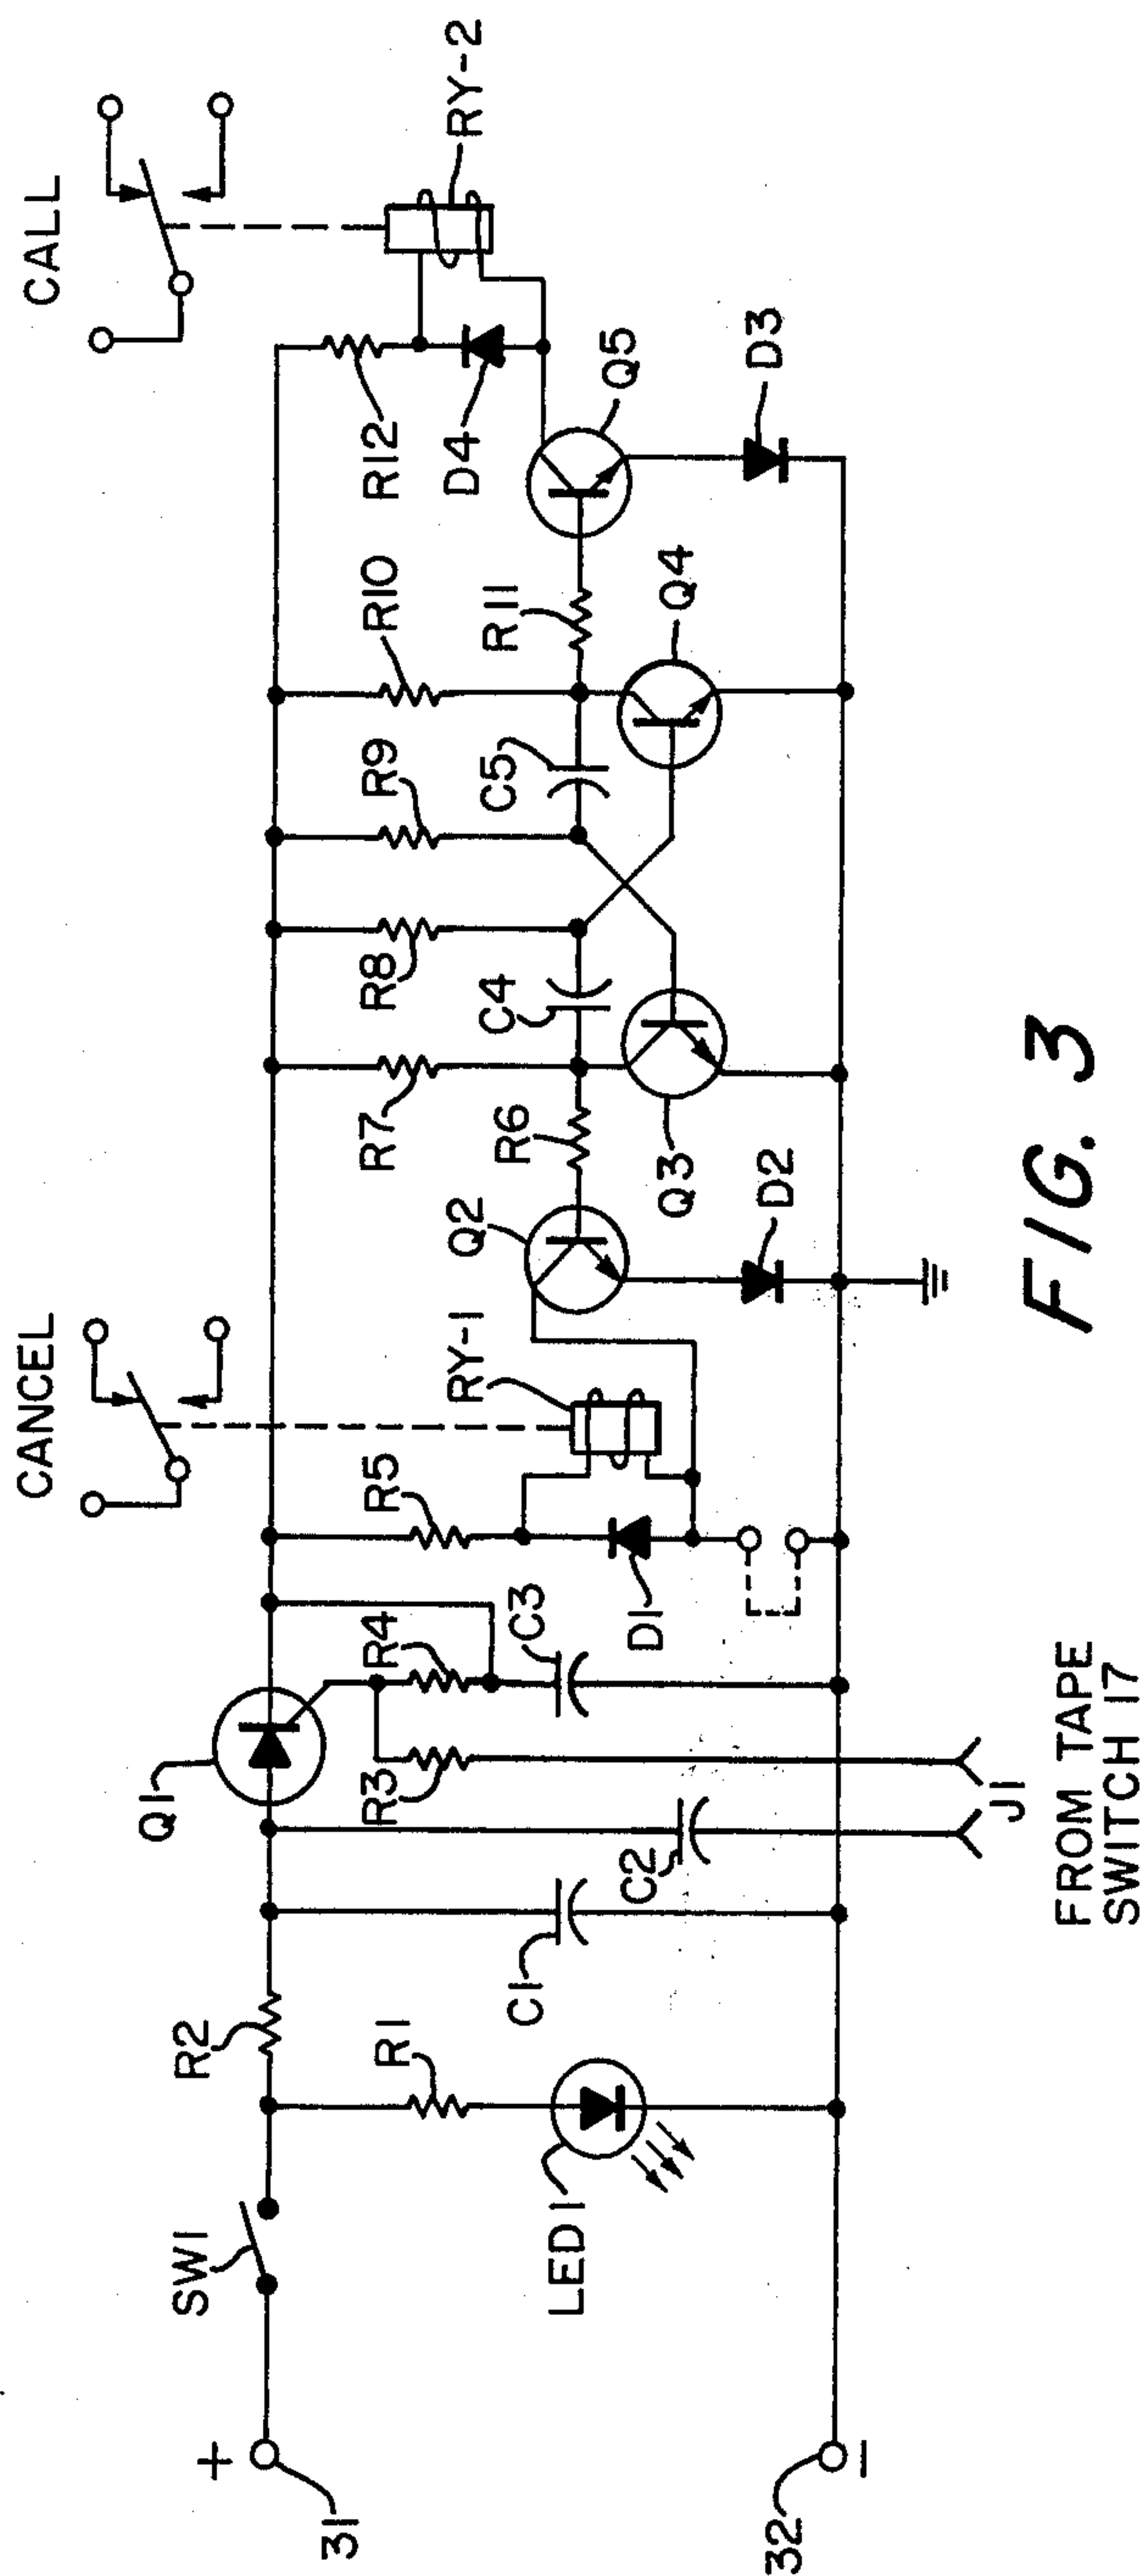 CANCEL
CALL
+
31
SW1
R2
R1
LED1
C1
C2
Q1
R3
R4
C3
R5
D1
RY-1
Q2
D2
R6
R7
Q3
C4
R8
R9
C5
R10
R11
Q4
R12
D4
Q5
D3
RY-2
32
−
J1
FROM TAPE
SWITCH 17
FIG. 3